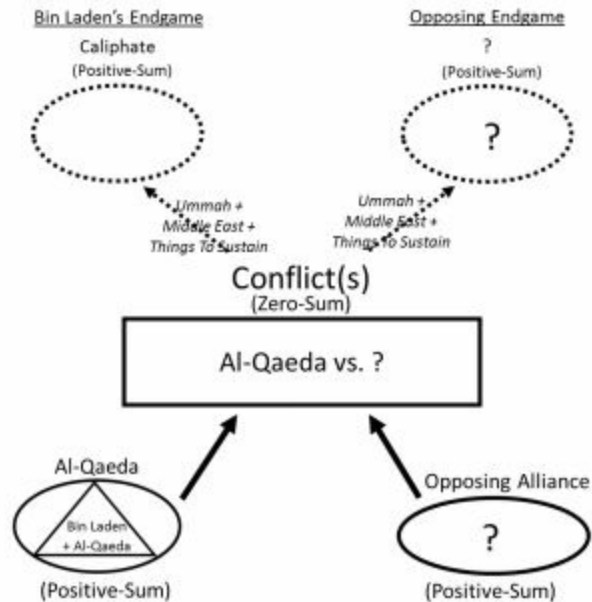 Bin Laden's Endgame
Opposing Endgame
Caliphate
(Positive-Sum)
?
(Positive-Sum)
?
Ummah +
Middle East +
Things To Sustain
Ummah +
Middle East +
Things To Sustain
Conflict(s)
(Zero-Sum)
Al-Qaeda vs. ?
Al-Qaeda
Bin Laden
+ Al-Qaeda
(Positive-Sum)
Opposing Alliance
?
(Positive-Sum)